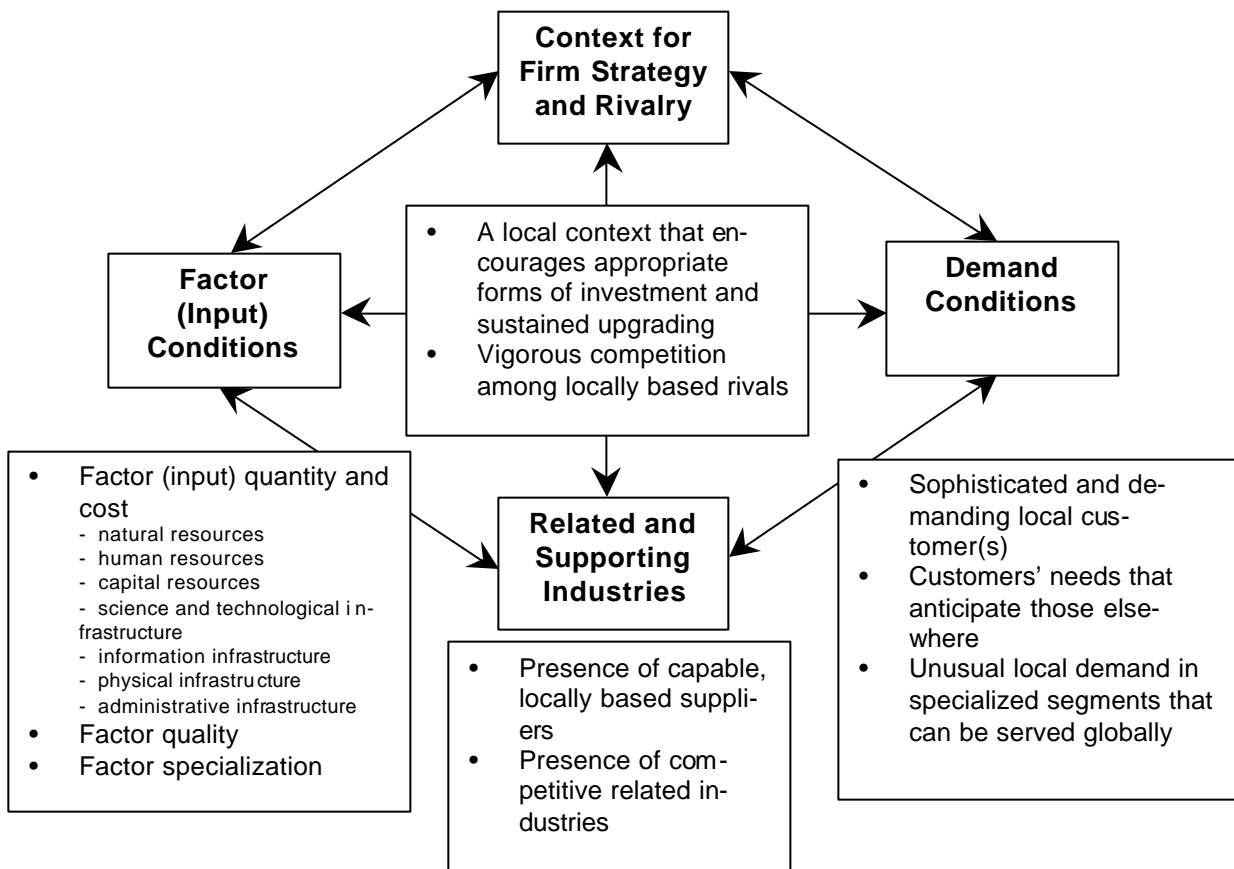 Context for
Firm Strategy
and Rivalry
• A local context that en-
courages appropriate
forms of investment and
sustained upgrading
• Vigorous competition
among locally based rivals
Factor
(Input)
Conditions
Demand
Conditions
• Factor (input) quantity and
cost
- natural resources
- human resources
- capital resources
- science and technological i n-
frastructure
- information infrastructure
- physical infrastructure
- administrative infrastructure
• Factor quality
• Factor specialization
Related and
Supporting
Industries
• Presence of capable,
locally based suppli-
ers
• Presence of com-
petitive related in-
dustries
• Sophisticated and de-
manding local cus-
tomer(s)
• Customers’ needs that
anticipate those else-
where
• Unusual local demand in
specialized segments that
can be served globally